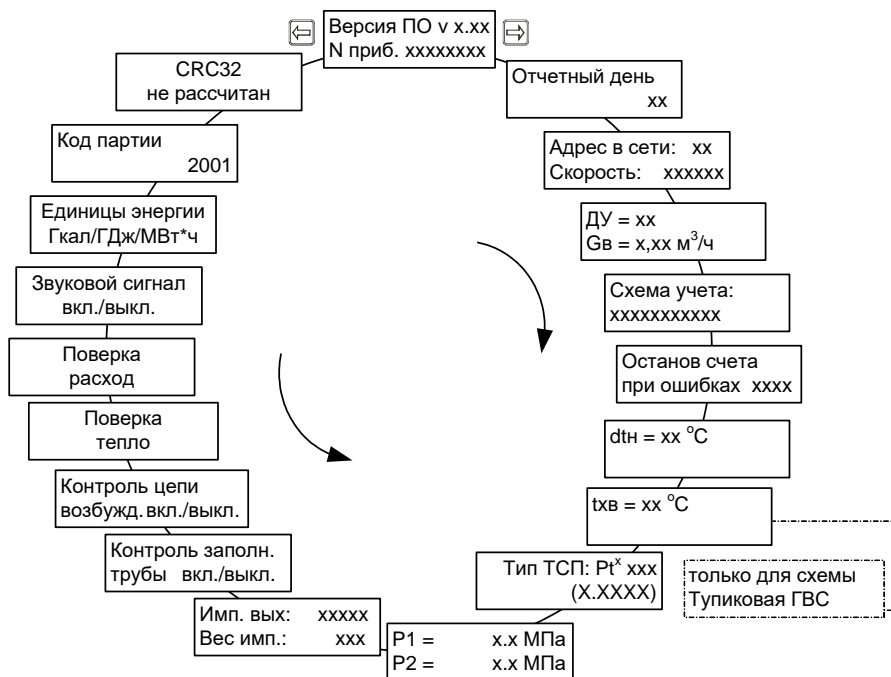 Версия ПО v x.xx
N приб. xxxxxxxx
Отчетный день
xx
Адрес в сети: xx
Скорость: xxxxxx
ДУ = xx
Gв = x,xx м³/ч
Схема учета:
xxxxxxxxxxx
Останов счета
при ошибках xxxx
dtн = xx °C
tхв = xx °C
только для схемы
Тупиковая ГВС
Тип ТСП: Ptˣ xxx
(X.XXXX)
P1 = x.x МПа
P2 = x.x МПа
Имп. вых: xxxxx
Вес имп.: xxx
Контроль заполн.
трубы вкл./выкл.
Контроль цепи
возбужд. вкл./выкл.
Поверка
тепло
Поверка
расход
Звуковой сигнал
вкл./выкл.
Единицы энергии
Гкал/ГДж/МВт*ч
Код партии
2001
CRC32
не рассчитан